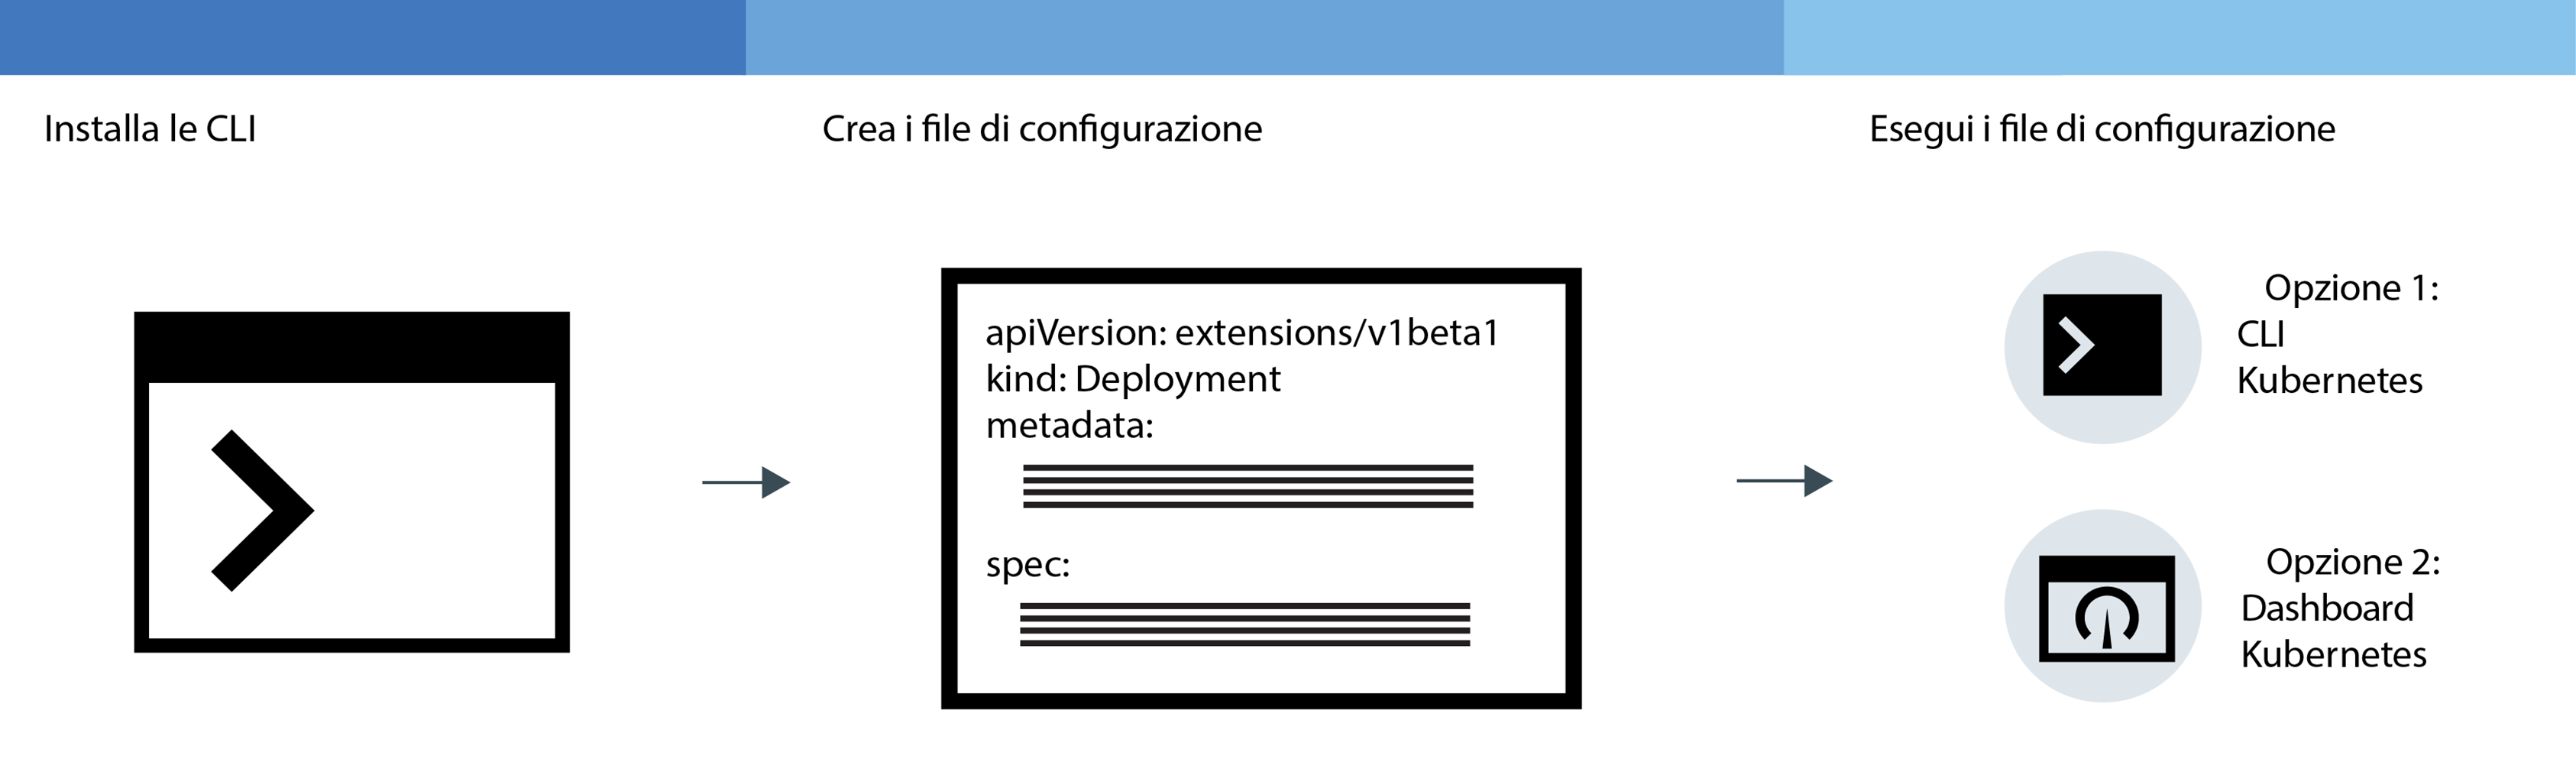 Installa le CLI
Crea i file di configurazione
Esegui i file di configurazione
apiVersion: extensions/v1beta1
kind: Deployment
metadata:
spec:
Opzione 1:
CLI
Kubernetes
Opzione 2:
Dashboard
Kubernetes